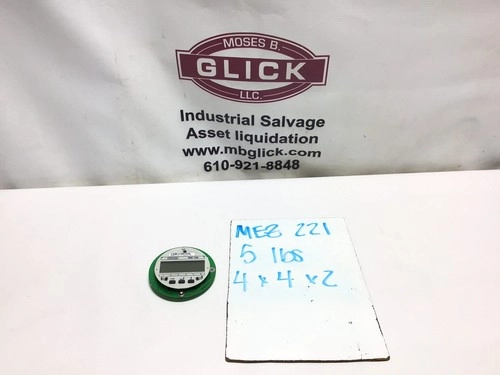 MOSES B.
GLICK
LLC.
Industrial Salvage
Asset liquidation
www.mbglick.com
610-921-8848
MEZ 221
5 lbs
4 x 4 x 2